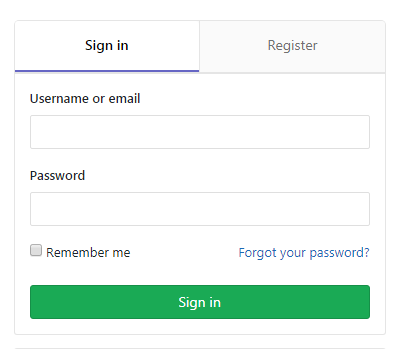 Sign in Register
Username or email
Password
Remember me Forgot your password?
Sign in